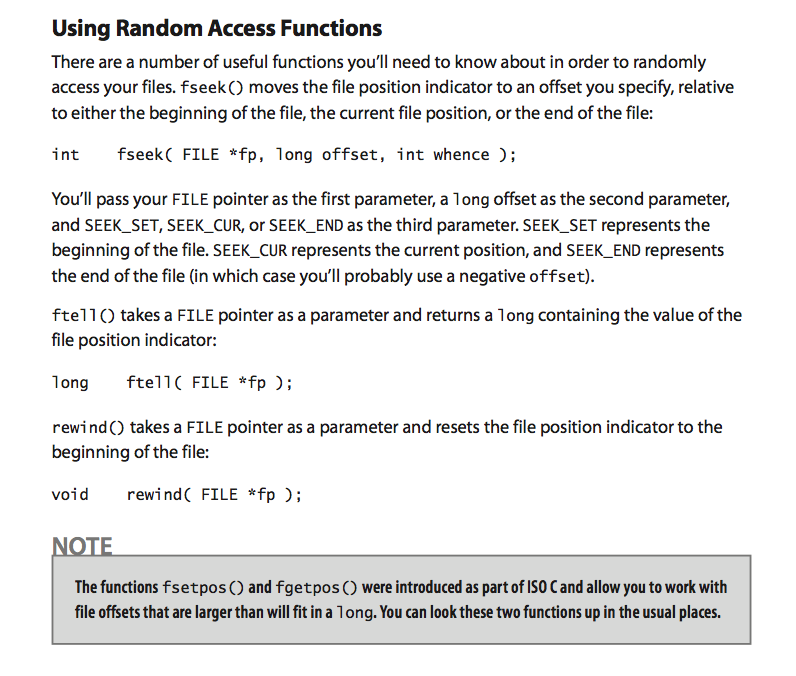 Using Random Access Functions
There are a number of useful functions you'll need to know about in order to randomly
access your files. fseek() moves the file position indicator to an offset you specify, relative
to either the beginning of the file, the current file position, or the end of the file:
int    fseek( FILE *fp, long offset, int whence );
You'll pass your FILE pointer as the first parameter, a long offset as the second parameter,
and SEEK_SET, SEEK_CUR, or SEEK_END as the third parameter. SEEK_SET represents the
beginning of the file. SEEK_CUR represents the current position, and SEEK_END represents
the end of the file (in which case you'll probably use a negative offset).
ftell() takes a FILE pointer as a parameter and returns a long containing the value of the
file position indicator:
long    ftell( FILE *fp );
rewind() takes a FILE pointer as a parameter and resets the file position indicator to the
beginning of the file:
void    rewind( FILE *fp );
NOTE
The functions fsetpos() and fgetpos() were introduced as part of ISO C and allow you to work with
file offsets that are larger than will fit in a long. You can look these two functions up in the usual places.